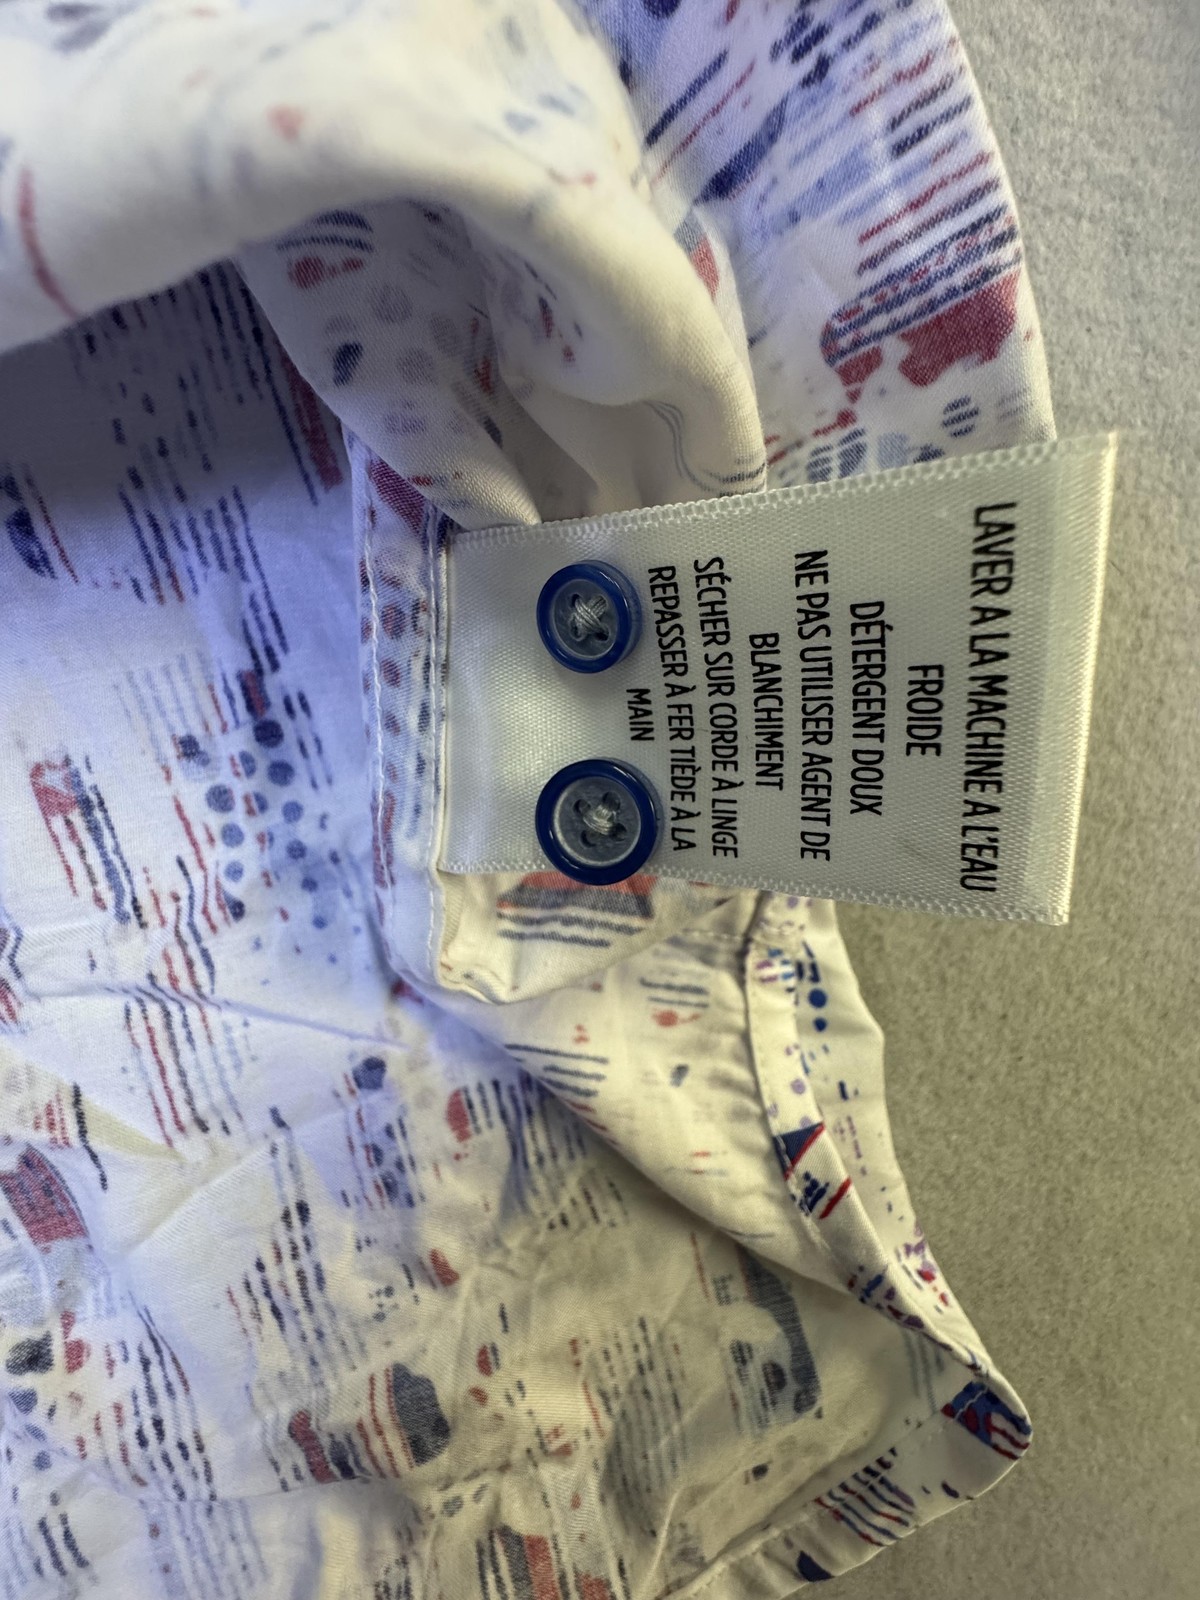 LAVER A LA MACHINE A L'EAU
FROIDE
DÉTERGENT DOUX
NE PAS UTILISER AGENT DE
BLANCHIMENT
SÉCHER SUR CORDE À LINGE
REPASSER À FER TIÈDE À LA
MAIN